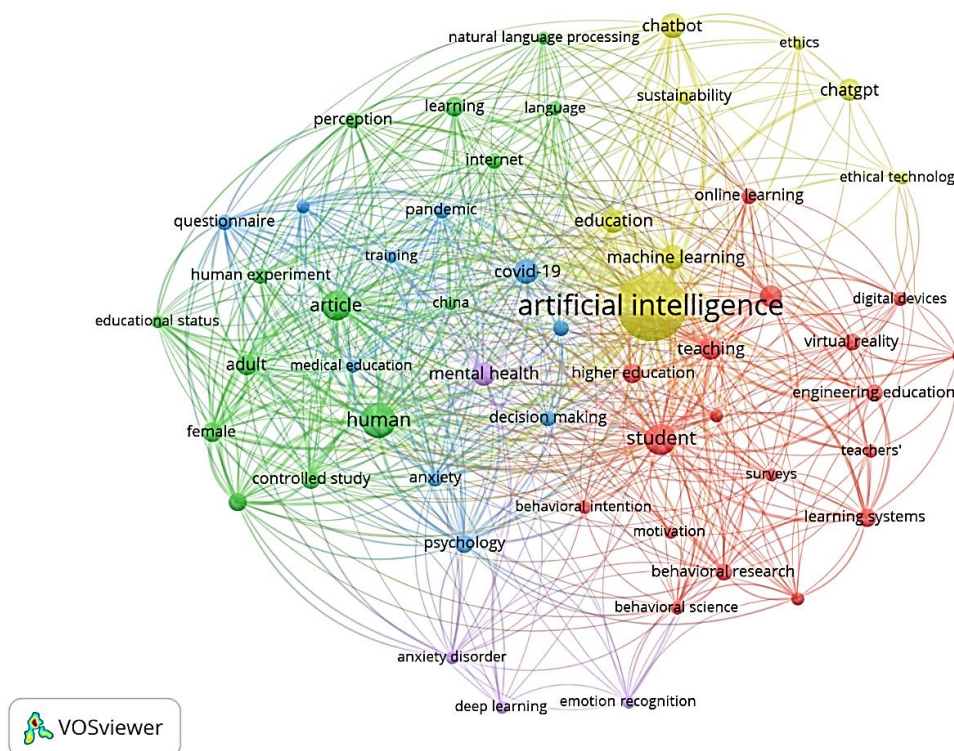 chatbot
natural language processing
ethics
chatgpt
sustainability
learning
language
perception
internet
ethical technolog
online learning
pandemic
questionnaire
education
training
machine learning
covid-19
human experiment
digital devices
china
article
artificial intelligence
educational status
virtual reality
teaching
adult
medical education
mental health
higher education
engineering education
human
decision making
female
student
teachers'
controlled study
anxiety
surveys
behavioral intention
learning systems
motivation
psychology
behavioral research
behavioral science
anxiety disorder
deep learning
emotion recognition
VOSviewer